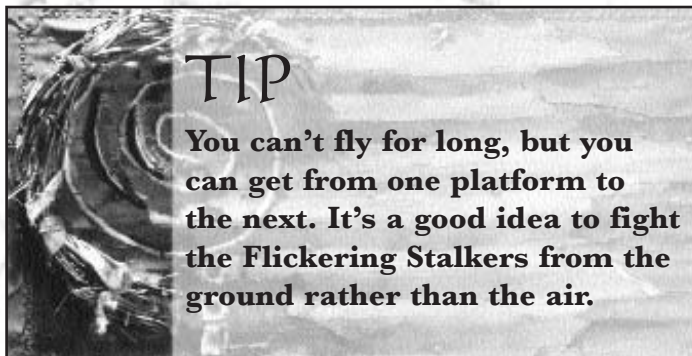 TIP
You can’t fly for long, but you
can get from one platform to
the next. It’s a good idea to fight
the Flickering Stalkers from the
ground rather than the air.